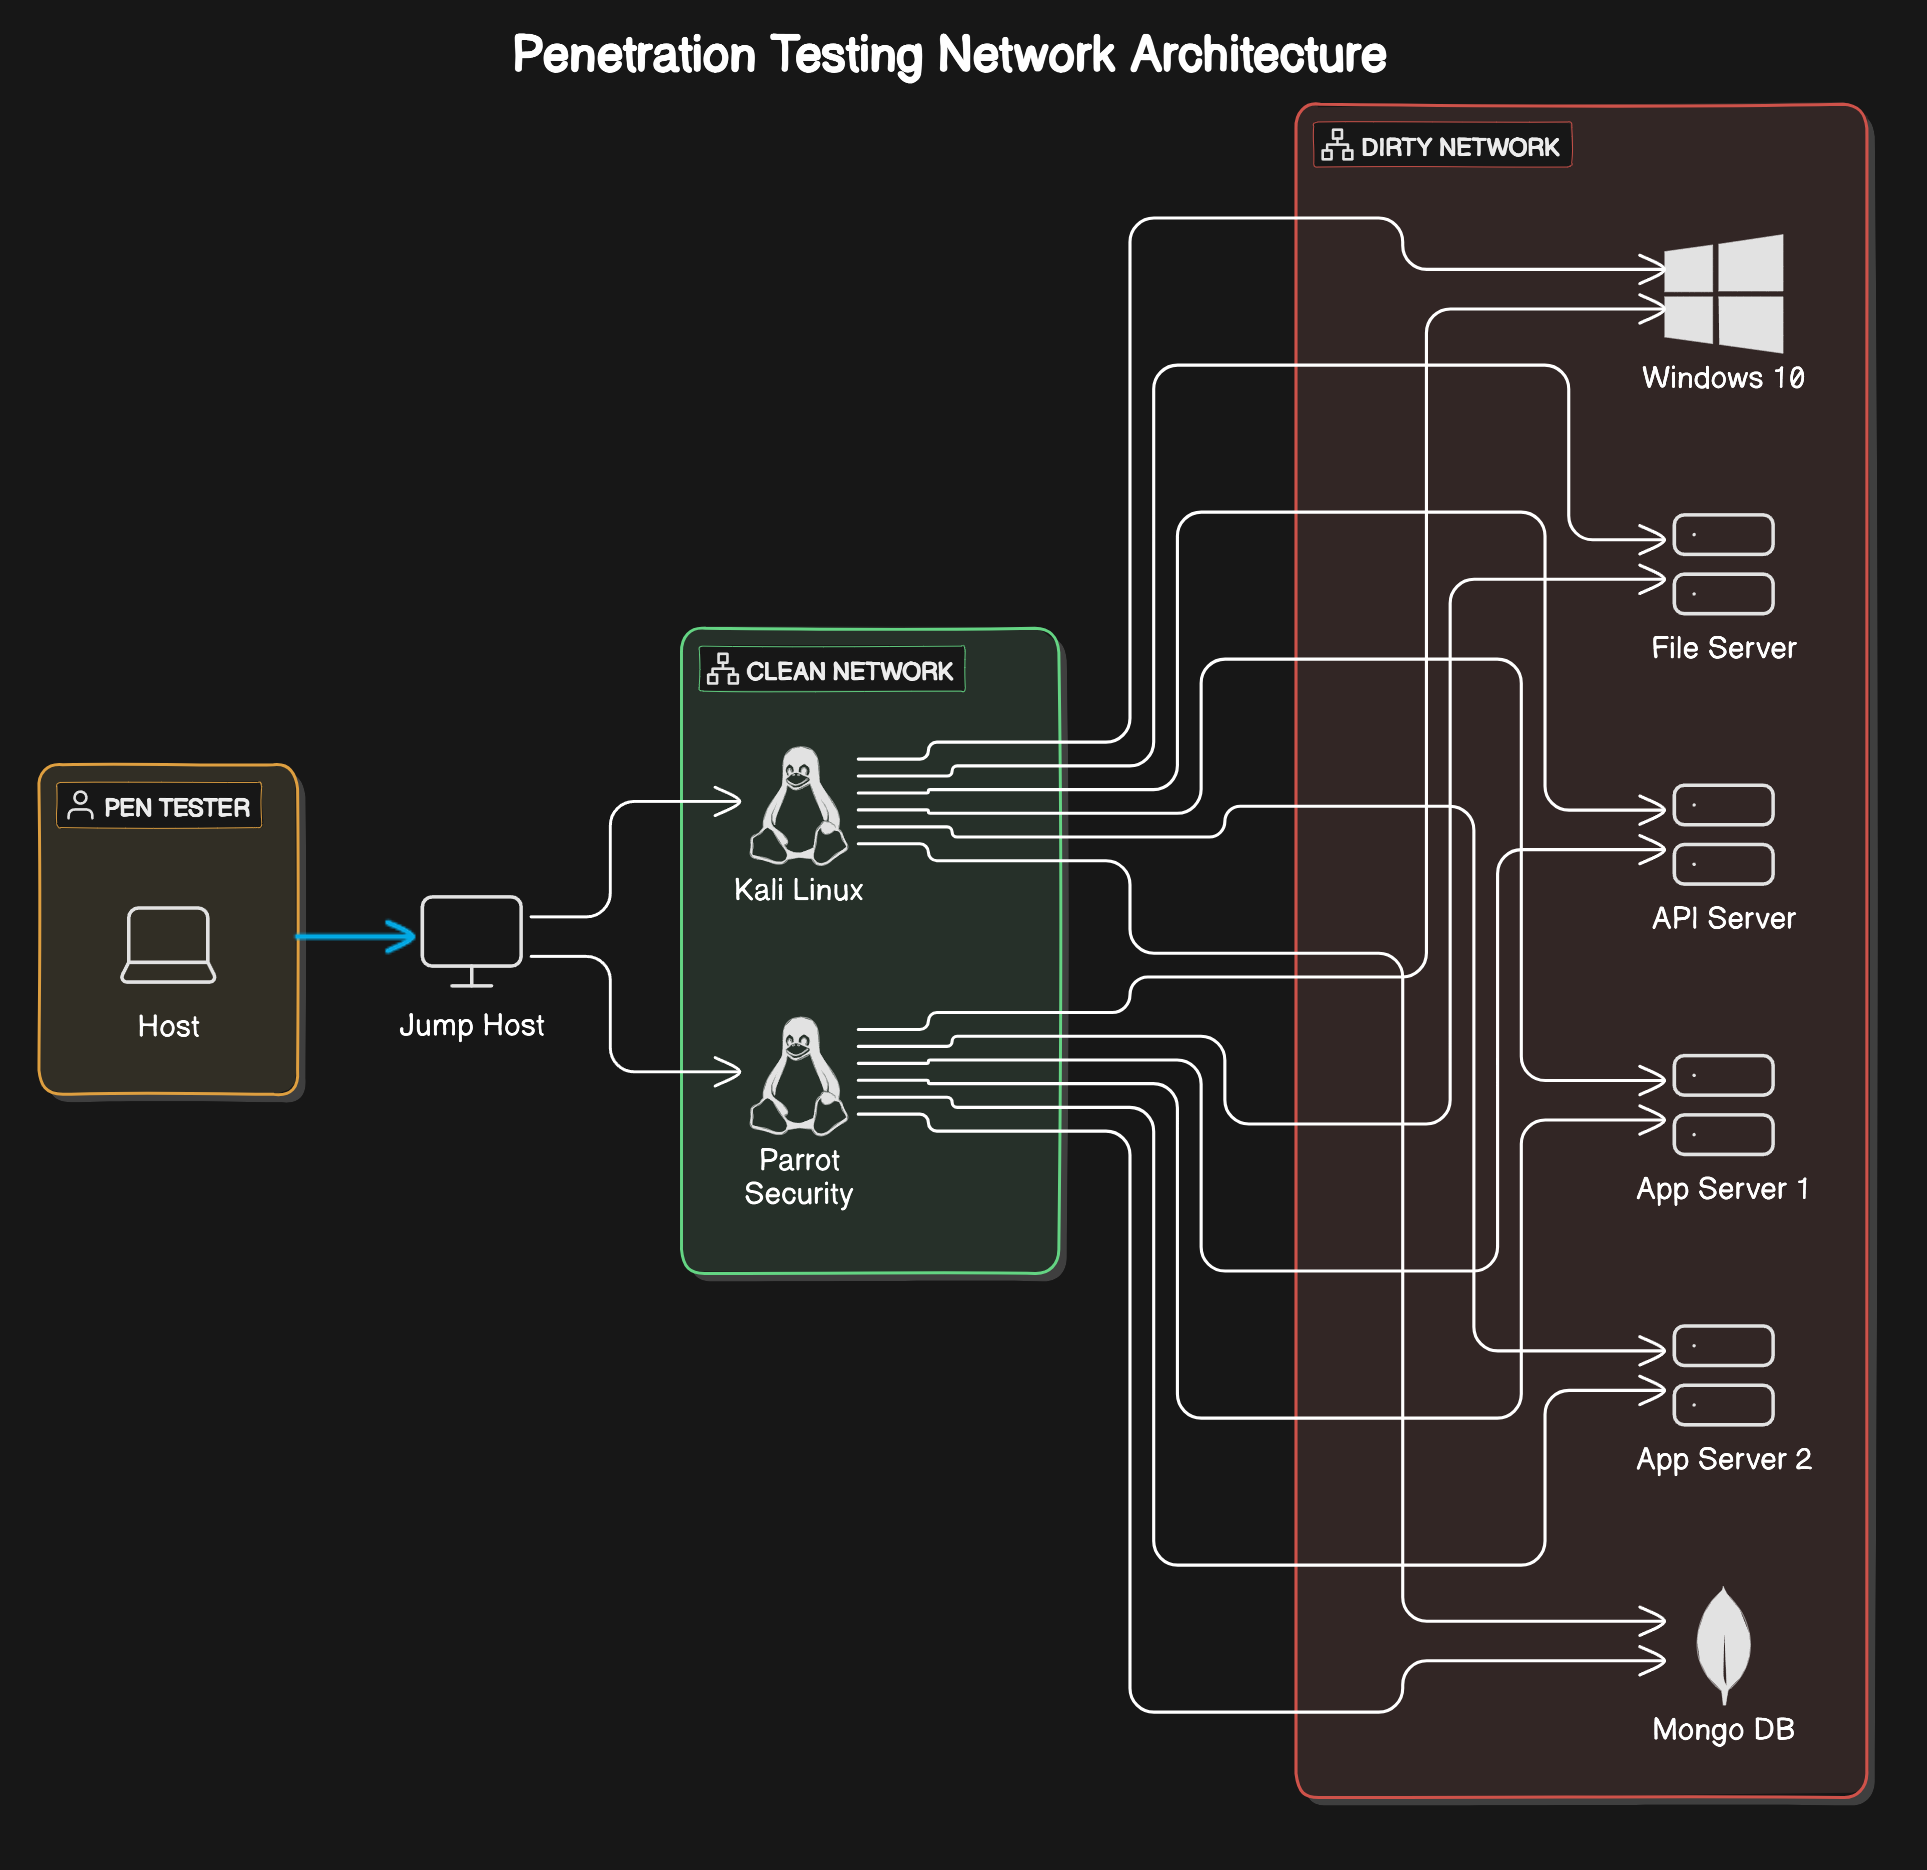 Penetration Testing Network Architecture
DIRTY NETWORK
Windows 10
File Server
CLEAN NETWORK
PEN TESTER
Kali Linux
API Server
Host
Jump Host
Parrot
Security
App Server 1
App Server 2
Mongo DB